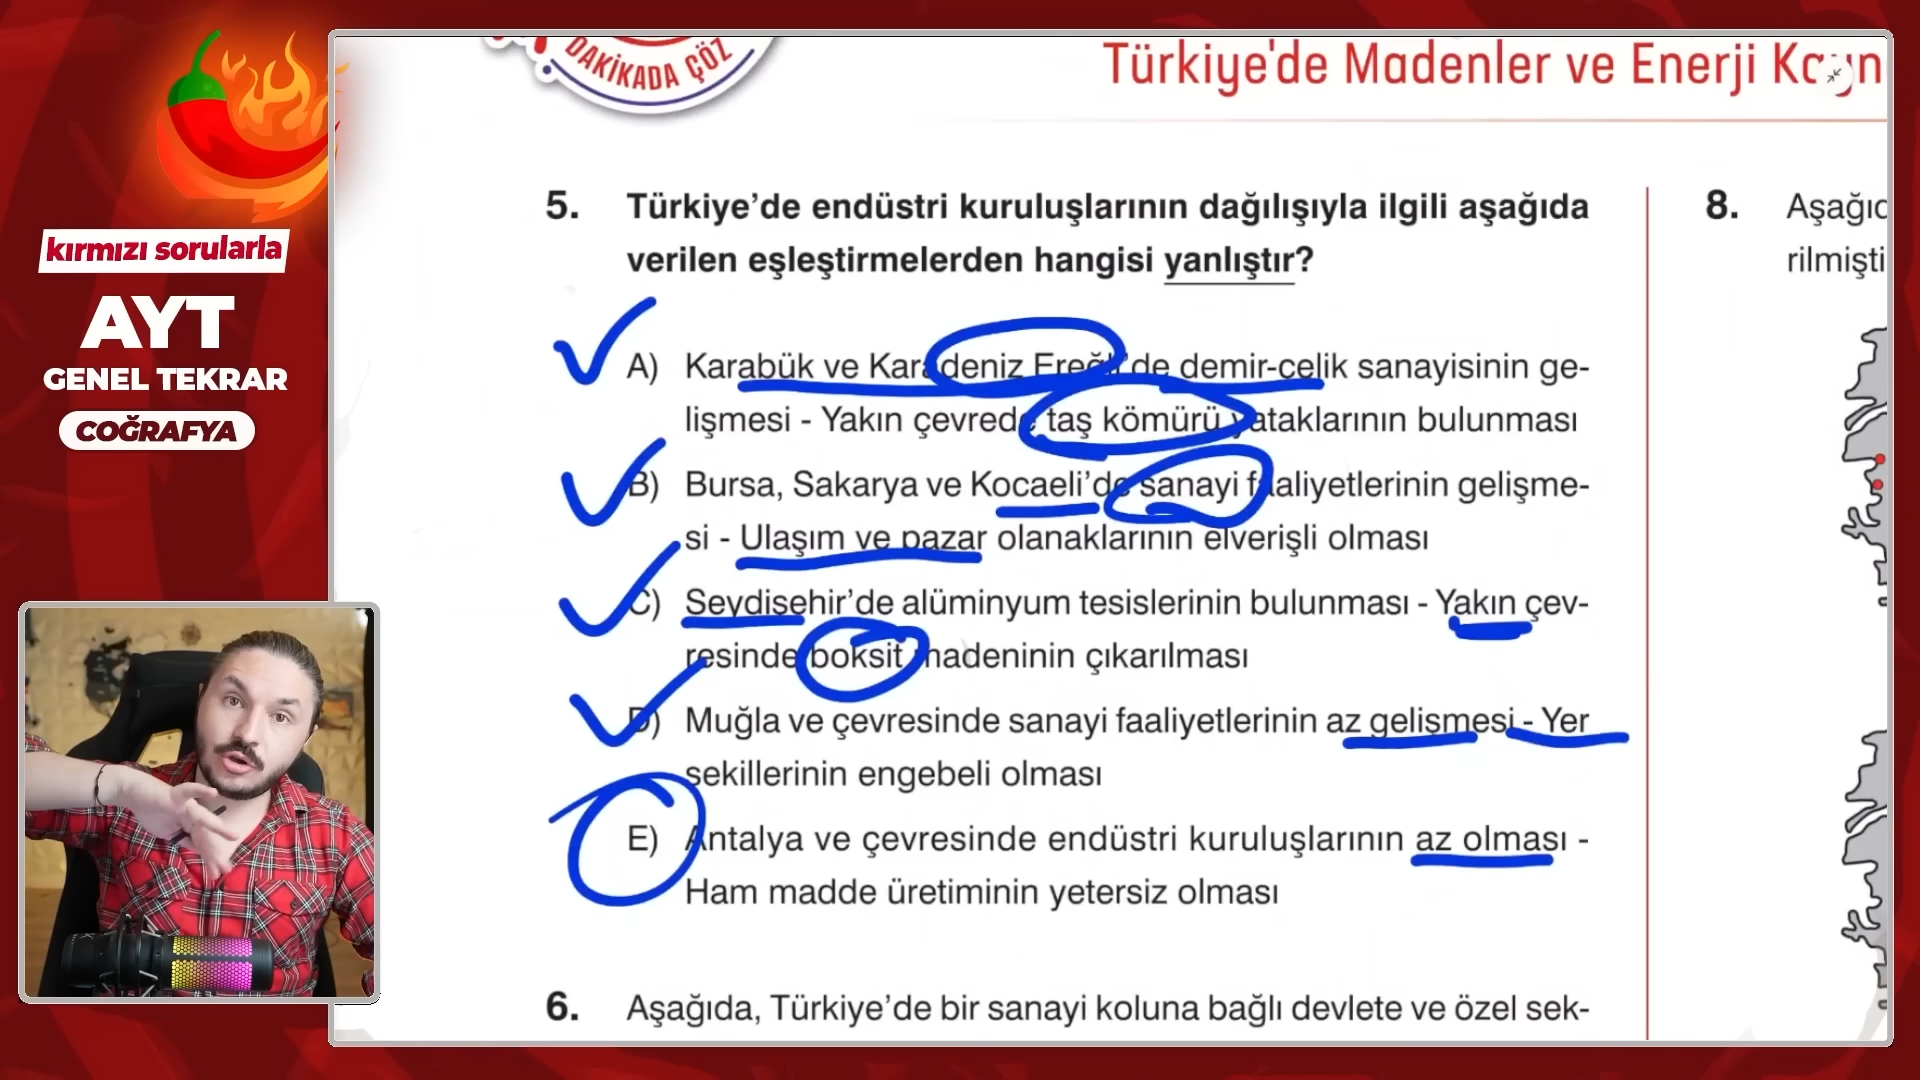 DAKİKADA ÇÖZ
Türkiye'de Madenler ve Enerji
kırmızı sorularla
AYT
GENEL TEKRAR
COĞRAFYA
5. Türkiye’de endüstri kuruluşlarının dağılışıyla ilgili aşağıda
verilen eşleştirmelerden hangisi yanlıştır?
A) Karabük ve Karadeniz Ereğli’de demir-çelik sanayisinin ge-
lişmesi - Yakın çevrede taş kömürü yataklarının bulunması
B) Bursa, Sakarya ve Kocaeli’de sanayi faaliyetlerinin gelişme-
si - Ulaşım ve pazar olanaklarının elverişli olması
C) Seydişehir’de alüminyum tesislerinin bulunması - Yakın çev-
resinde boksit madeninin çıkarılması
D) Muğla ve çevresinde sanayi faaliyetlerinin az gelişmesi - Yer
şekillerinin engebeli olması
E) Antalya ve çevresinde endüstri kuruluşlarının az olması -
Ham madde üretiminin yetersiz olması
6. Aşağıda, Türkiye’de bir sanayi koluna bağlı devlete ve özel sek-
8. Aşağıd
rilmişti